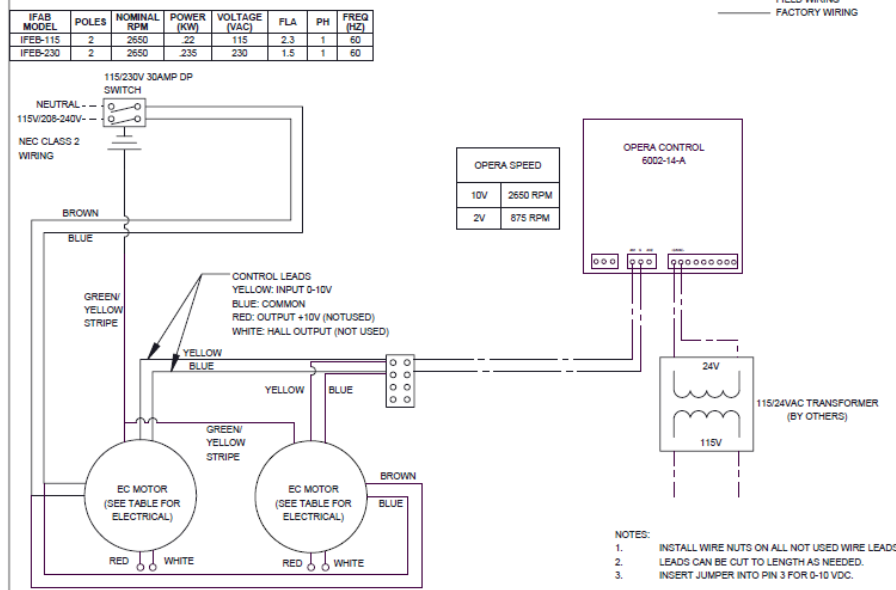 FIELD WIRING
FACTORY WIRING
IFAB MODEL POLES NOMINAL RPM POWER (KW) VOLTAGE (VAC) FLA PH FREQ (HZ)
IFEB-115 2 2650 .22 115 2.3 1 60
IFEB-230 2 2650 .235 230 1.5 1 60
115/230V 30AMP DP
SWITCH
NEUTRAL
115V/208-240V
NEC CLASS 2
WIRING
BROWN
BLUE
GREEN/
YELLOW
STRIPE
CONTROL LEADS
YELLOW: INPUT 0-10V
BLUE: COMMON
RED: OUTPUT +10V (NOTUSED)
WHITE: HALL OUTPUT (NOT USED)
YELLOW
BLUE
YELLOW
BLUE
GREEN/
YELLOW
STRIPE
EC MOTOR
(SEE TABLE FOR
ELECTRICAL)
RED
WHITE
EC MOTOR
(SEE TABLE FOR
ELECTRICAL)
RED
WHITE
BROWN
BLUE
OPERA SPEED
10V 2650 RPM
2V 875 RPM
OPERA CONTROL
6002-14-A
24V
115V
115/24VAC TRANSFORMER
(BY OTHERS)
NOTES:
1. INSTALL WIRE NUTS ON ALL NOT USED WIRE LEADS
2. LEADS CAN BE CUT TO LENGTH AS NEEDED.
3. INSERT JUMPER INTO PIN 3 FOR 0-10 VDC.